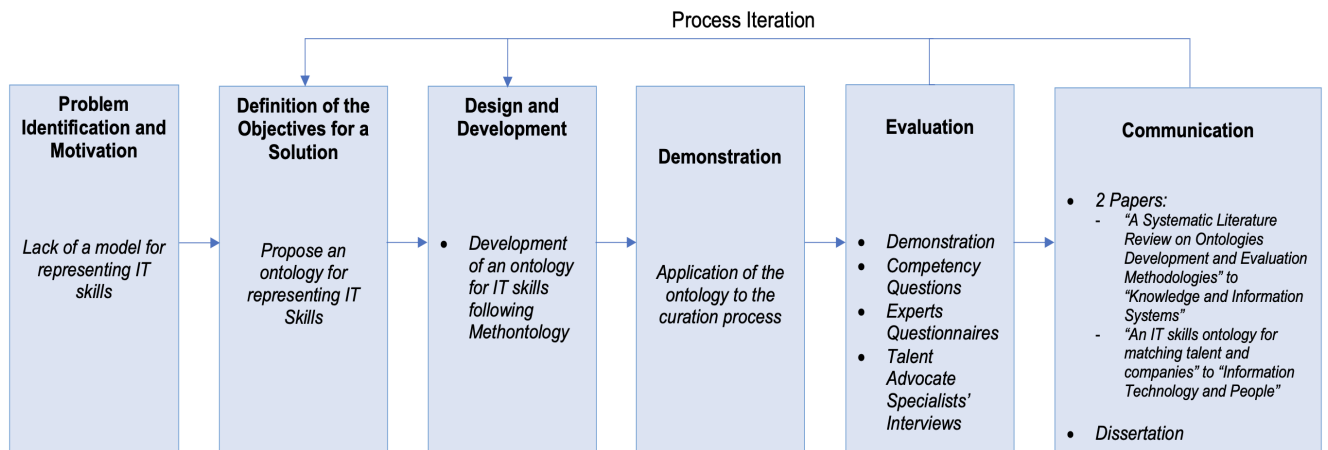 Process Iteration
Problem
Identification and
Motivation
Lack of a model for
representing IT
skills
Definition of the
Objectives for a
Solution
Propose an
ontology for
representing IT
Skills
Design and
Development
• Development
of an ontology
for IT skills
following
Methontology
Demonstration
Application of the
ontology to the
curation process
Evaluation
• Demonstration
• Competency
Questions
• Experts
Questionnaires
• Talent
Advocate
Specialists’
Interviews
Communication
• 2 Papers:
- “A Systematic Literature
Review on Ontologies
Development and Evaluation
Methodologies” to
“Knowledge and Information
Systems”
- “An IT skills ontology for
matching talent and
companies” to “Information
Technology and People”
• Dissertation